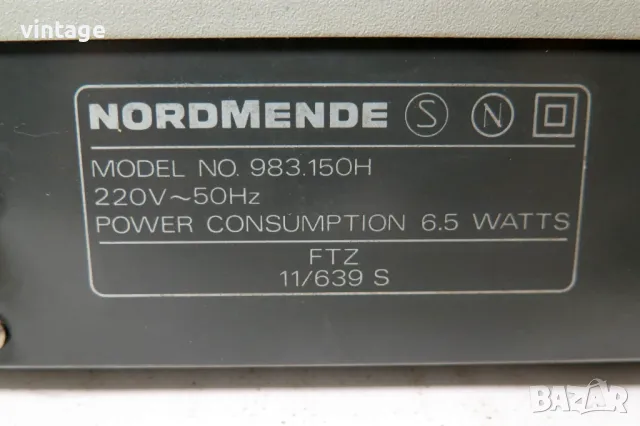 vintage
NORDMENDE S N
MODEL NO. 983.150H
220V~50Hz
POWER CONSUMPTION 6.5 WATTS
FTZ
11/639 S
BAZAR